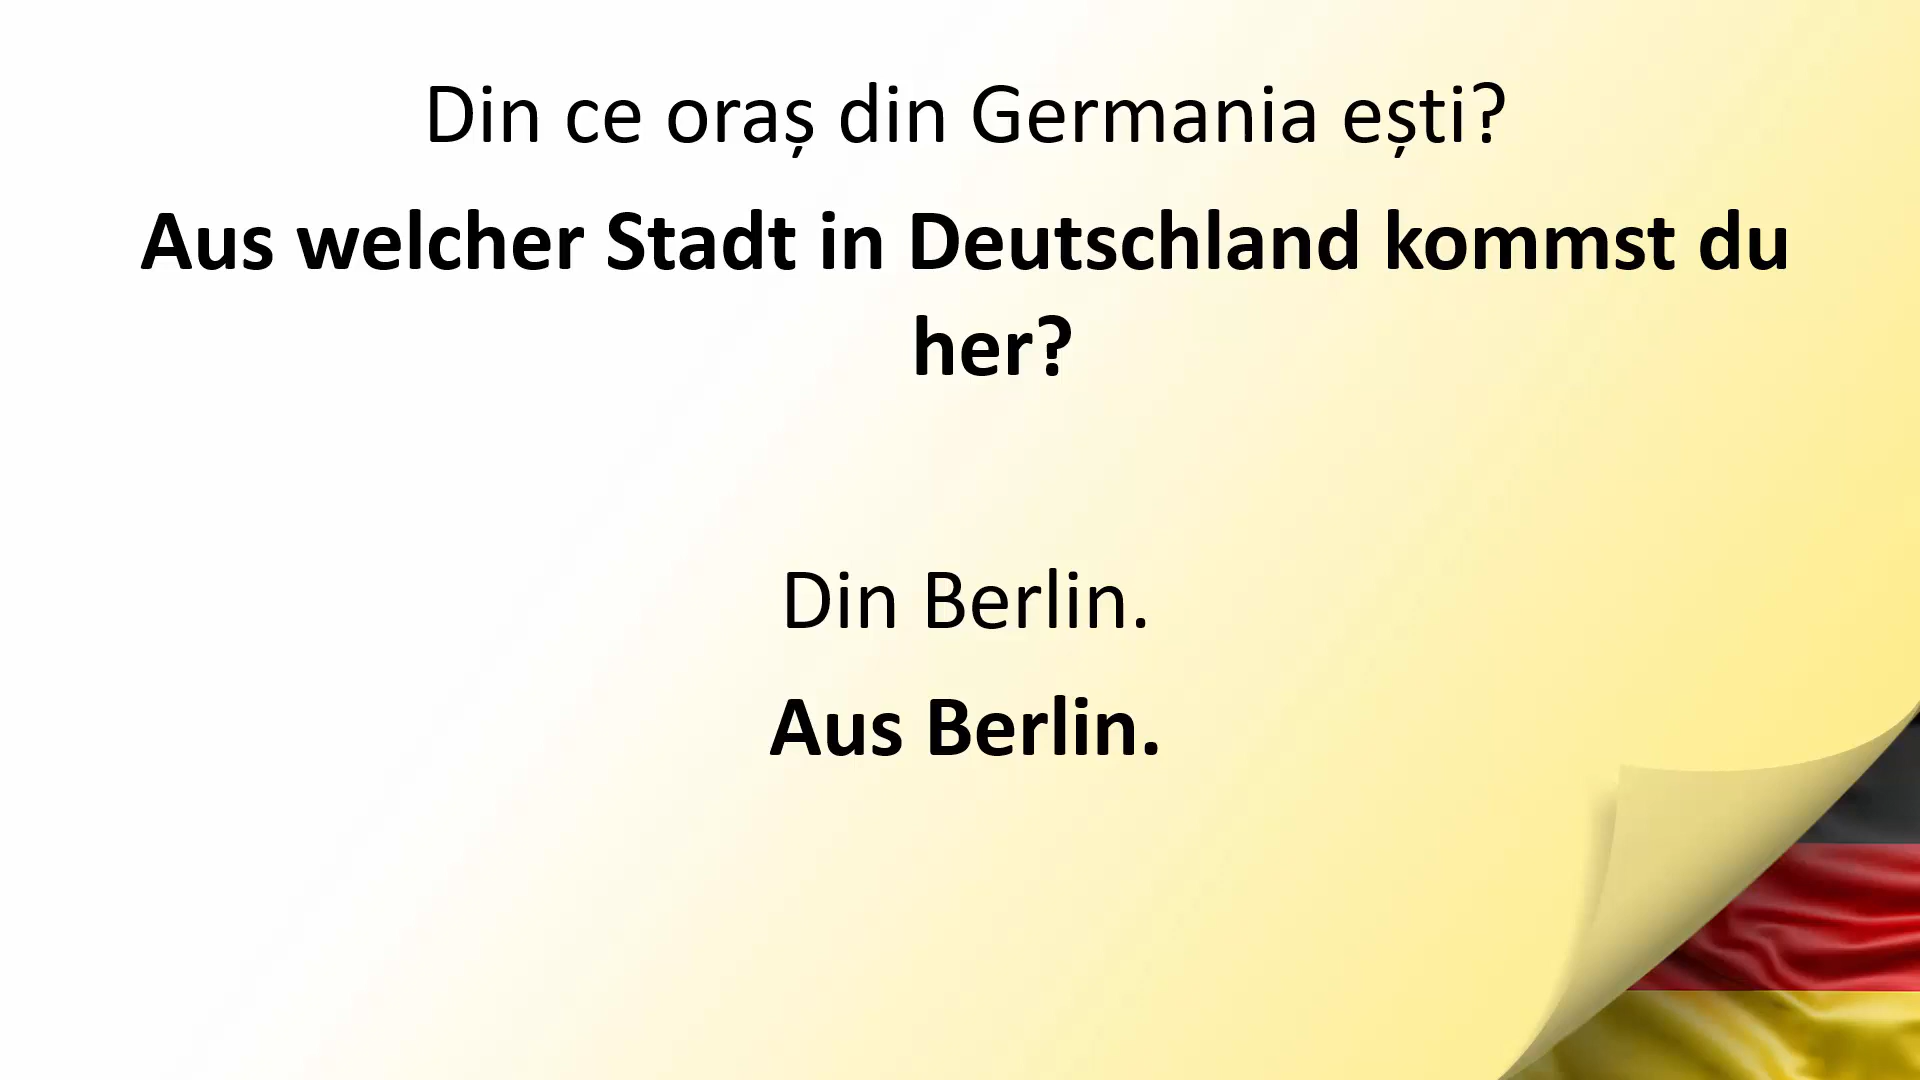 Din ce oraș din Germania ești?
Aus welcher Stadt in Deutschland kommst du
her?
Din Berlin.
Aus Berlin.